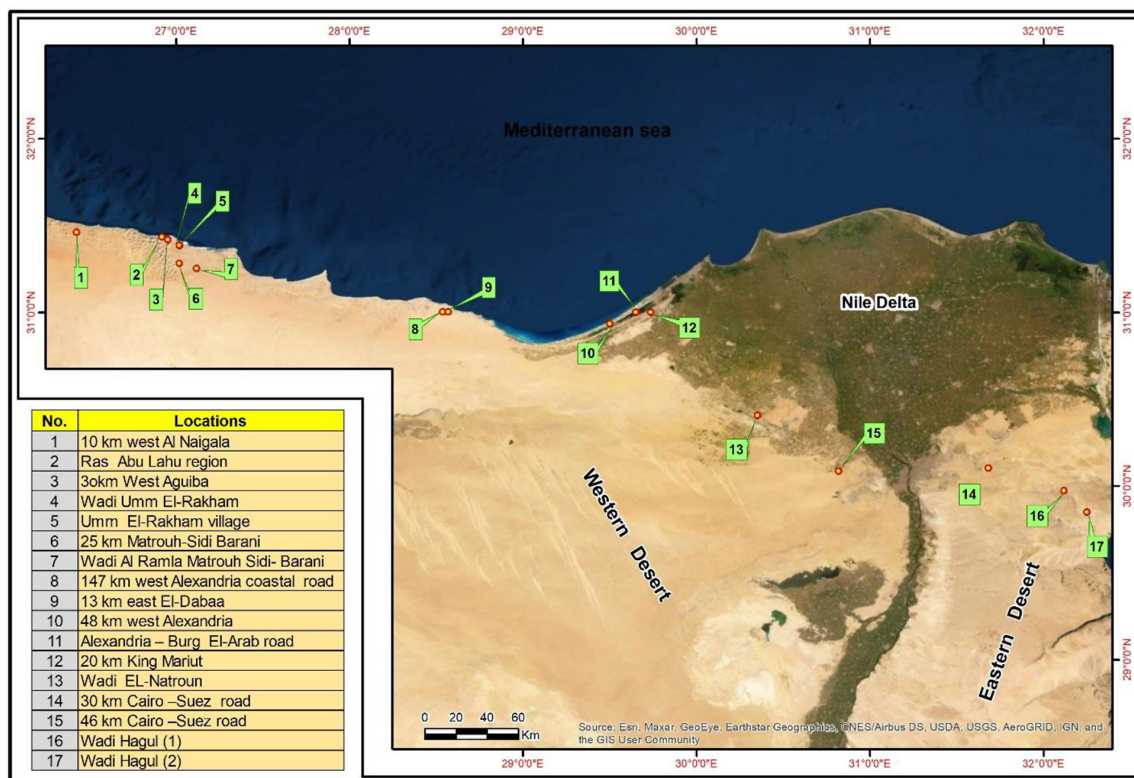 27°0'0"E 28°0'0"E 29°0'0"E 30°0'0"E 31°0'0"E 32°0'0"E
32°0'0"N 32°0'0"N
Mediterranean sea
4
5
1 2 3 6 7
9
11
31°0'0"N 31°0'0"N
8 10 12
Nile Delta
13 15
30°0'0"N
14 16 17
Western Desert
Eastern Desert
29°0'0"N
No. Locations
1 10 km west Al Naigala
2 Ras Abu Lahu region
3 3okm West Aguiba
4 Wadi Umm El-Rakham
5 Umm El-Rakham village
6 25 km Matrouh-Sidi Barani
7 Wadi Al Ramla Matrouh Sidi- Barani
8 147 km west Alexandria coastal road
9 13 km east El-Dabaa
10 48 km west Alexandria
11 Alexandria – Burg El-Arab road
12 20 km King Mariut
13 Wadi EL-Natroun
14 30 km Cairo –Suez road
15 46 km Cairo –Suez road
16 Wadi Hagul (1)
17 Wadi Hagul (2)
0 20 40 60
Km
Source: Esri, Maxar, GeoEye, Earthstar Geographics, CNES/Airbus DS, USDA, USGS, AeroGRID, IGN, and
the GIS User Community
29°0'0"E 30°0'0"E 31°0'0"E 32°0'0"E